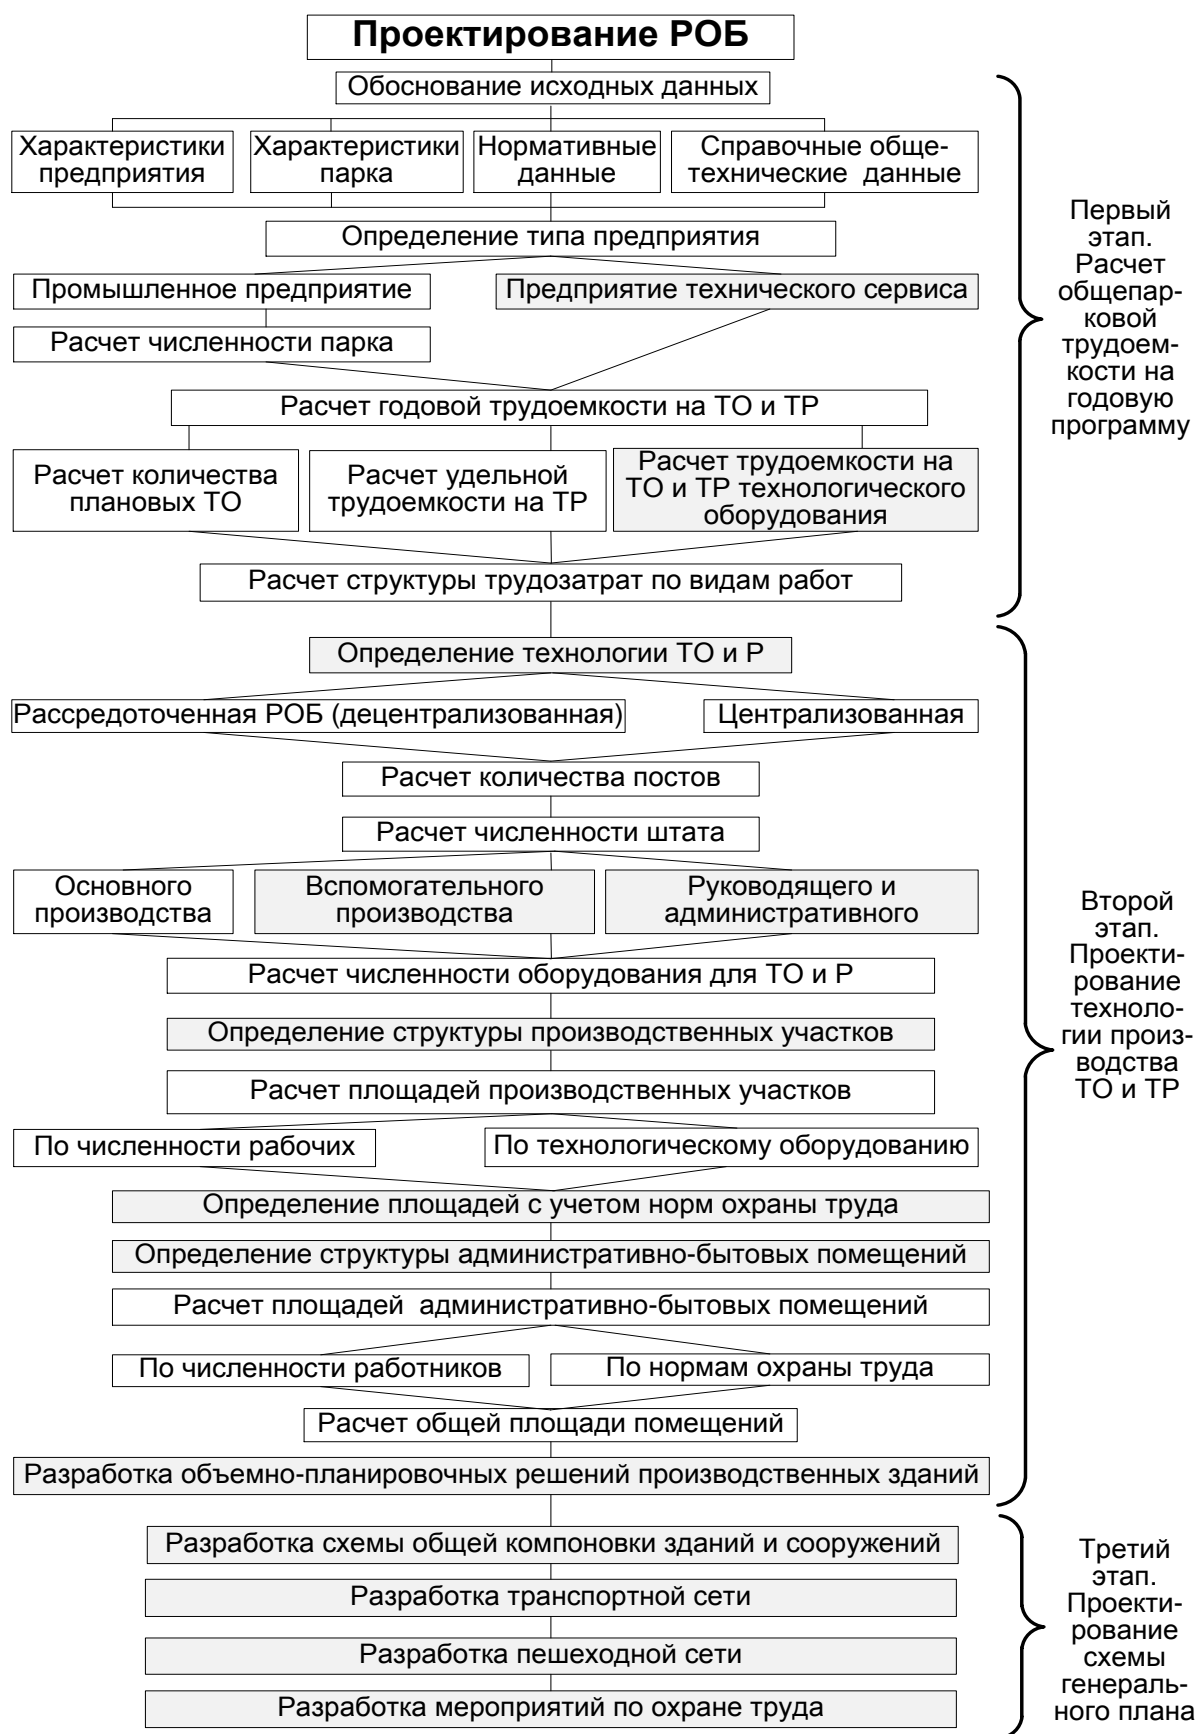 Проектирование РОБ
Обоснование исходных данных
Характеристики
предприятия
Характеристики
парка
Нормативные
данные
Справочные обще-
технические данные
Определение типа предприятия
Промышленное предприятие
Предприятие технического сервиса
Расчет численности парка
Расчет годовой трудоемкости на ТО и ТР
Расчет количества
плановых ТО
Расчет удельной
трудоемкости на ТР
Расчет трудоемкости на
ТО и ТР технологического
оборудования
Расчет структуры трудозатрат по видам работ
Первый
этап.
Расчет
общепар-
ковой
трудоем-
кости на
годовую
программу
Определение технологии ТО и Р
Рассредоточенная РОБ (децентрализованная)
Централизованная
Расчет количества постов
Расчет численности штата
Основного
производства
Вспомогательного
производства
Руководящего и
административного
Расчет численности оборудования для ТО и Р
Определение структуры производственных участков
Расчет площадей производственных участков
По численности рабочих
По технологическому оборудованию
Определение площадей с учетом норм охраны труда
Определение структуры административно-бытовых помещений
Расчет площадей административно-бытовых помещений
По численности работников
По нормам охраны труда
Расчет общей площади помещений
Разработка объемно-планировочных решений производственных зданий
Второй
этап.
Проекти-
рование
техноло-
гии произ-
водства
ТО и ТР
Разработка схемы общей компоновки зданий и сооружений
Разработка транспортной сети
Разработка пешеходной сети
Разработка мероприятий по охране труда
Третий
этап.
Проекти-
рование
схемы
генераль-
ного плана